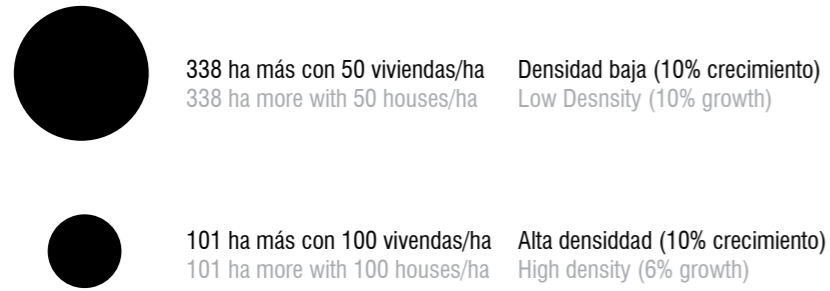 338 ha más con 50 viviendas/ha Densidad baja (10% crecimiento)
338 ha more with 50 houses/ha Low Desnsity (10% growth)
101 ha más con 100 vivendas/ha Alta densiddad (10% crecimiento)
101 ha more with 100 houses/ha High density (6% growth)